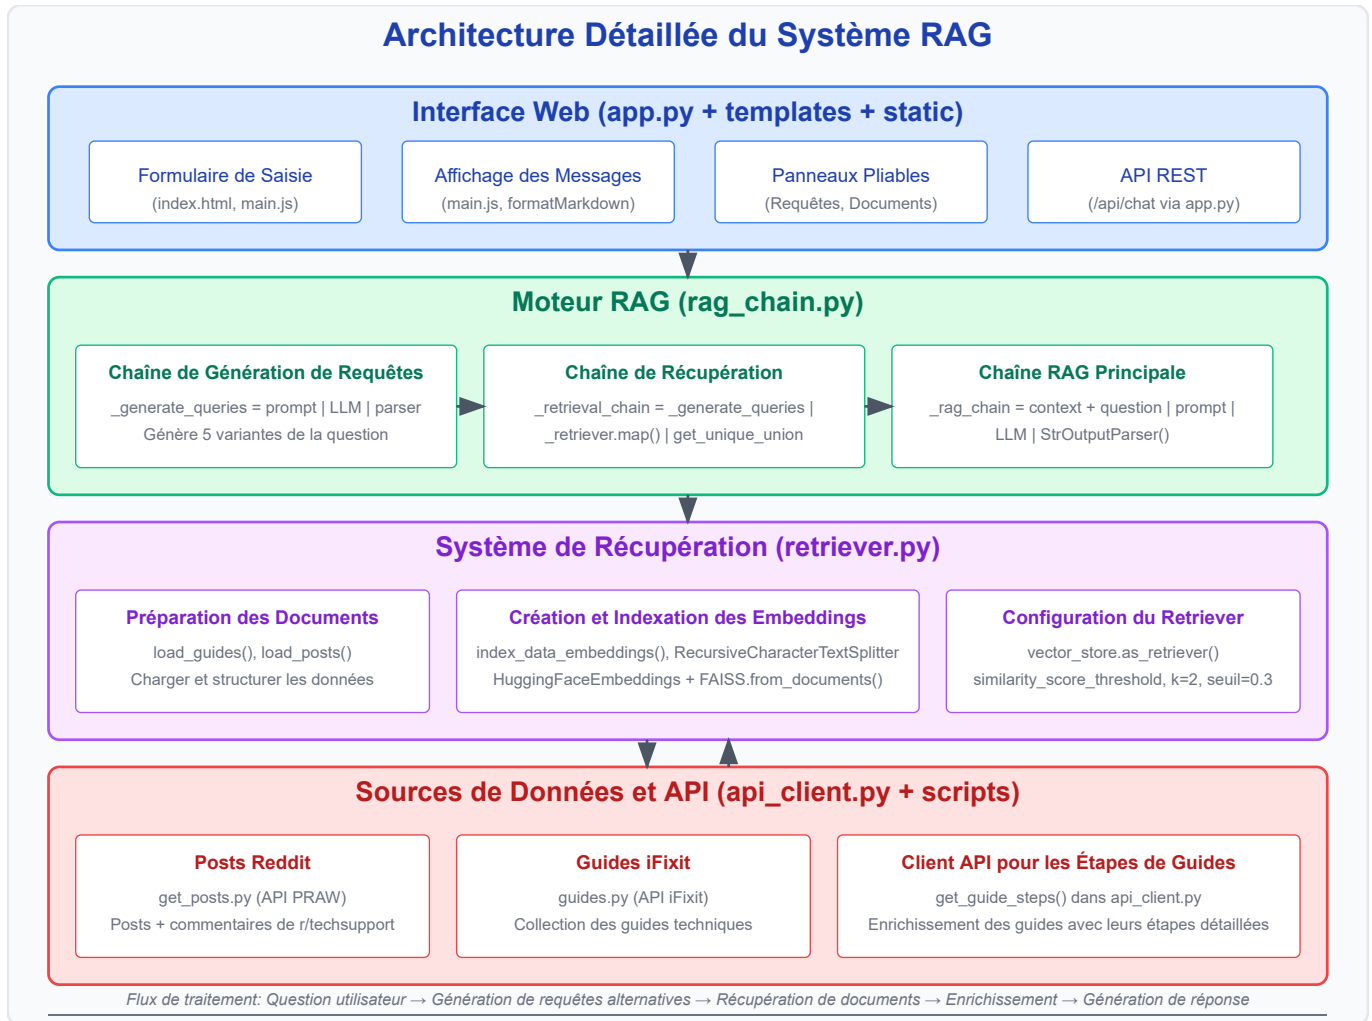 Architecture Détaillée du Système RAG
Interface Web (app.py + templates + static)
Formulaire de Saisie
(index.html, main.js)
Affichage des Messages
(main.js, formatMarkdown)
Panneaux Pliables
(Requêtes, Documents)
API REST
(/api/chat via app.py)
Moteur RAG (rag_chain.py)
Chaîne de Génération de Requêtes
_generate_queries = prompt | LLM | parser
Génère 5 variantes de la question
Chaîne de Récupération
_retrieval_chain = _generate_queries |
_retriever.map() | get_unique_union
Chaîne RAG Principale
_rag_chain = context + question | prompt |
LLM | StrOutputParser()
Système de Récupération (retriever.py)
Préparation des Documents
load_guides(), load_posts()
Charger et structurer les données
Création et Indexation des Embeddings
index_data_embeddings(), RecursiveCharacterTextSplitter
HuggingFaceEmbeddings + FAISS.from_documents()
Configuration du Retriever
vector_store.as_retriever()
similarity_score_threshold, k=2, seuil=0.3
Sources de Données et API (api_client.py + scripts)
Posts Reddit
get_posts.py (API PRAW)
Posts + commentaires de r/techsupport
Guides iFixit
guides.py (API iFixit)
Collection des guides techniques
Client API pour les Étapes de Guides
get_guide_steps() dans api_client.py
Enrichissement des guides avec leurs étapes détaillées
Flux de traitement: Question utilisateur → Génération de requêtes alternatives → Récupération de documents → Enrichissement → Génération de réponse